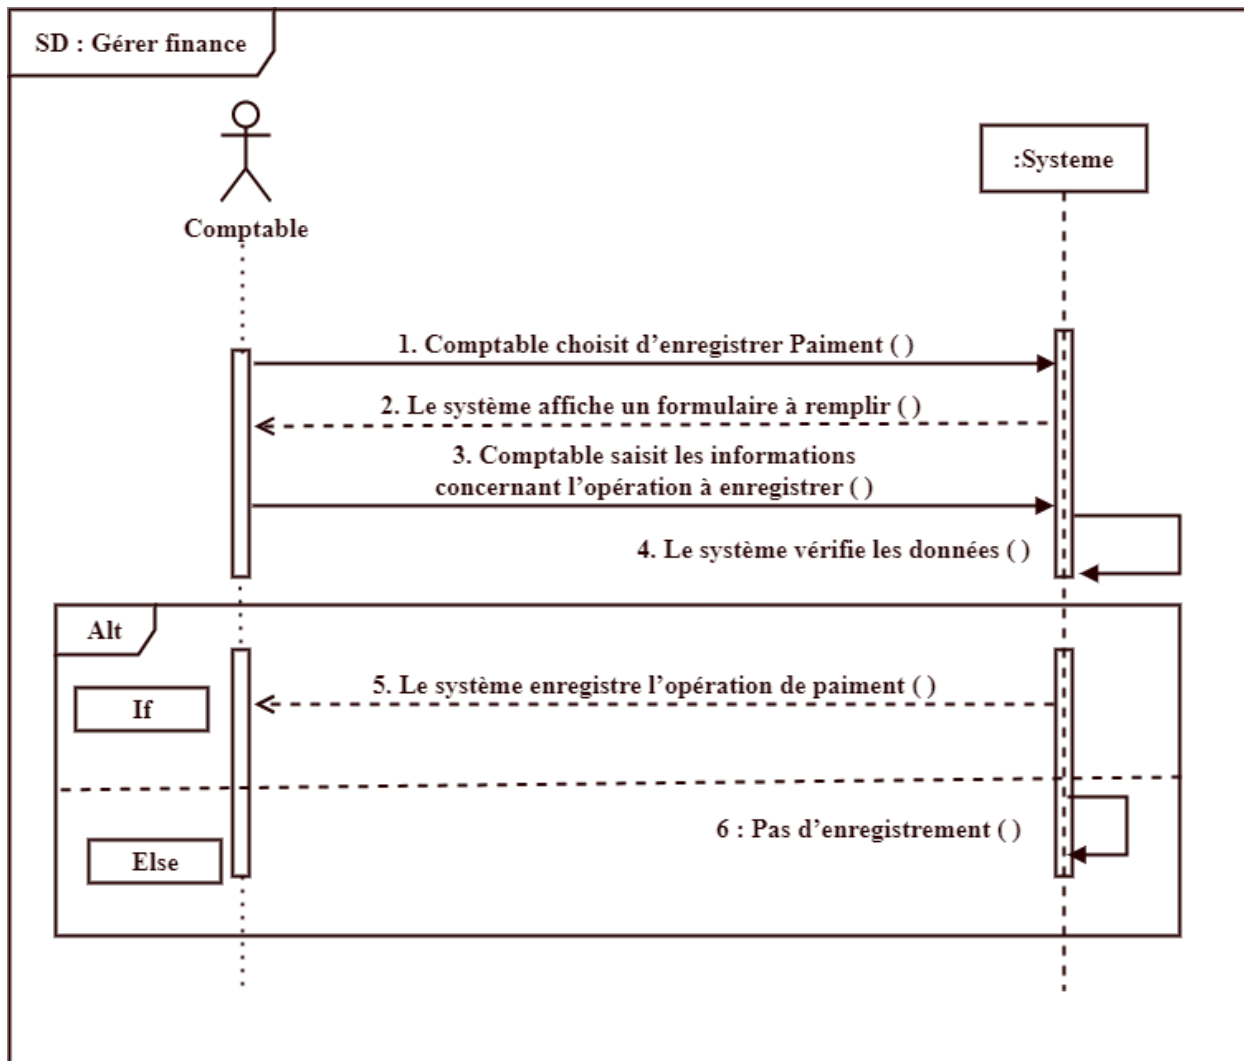 SD : Gérer finance
:Systeme
Comptable
1. Comptable choisit d’enregistrer Paiment ( )
2. Le système affiche un formulaire à remplir ( )
3. Comptable saisit les informations
concernant l’opération à enregistrer ( )
4. Le système vérifie les données ( )
Alt
5. Le système enregistre l’opération de paiment ( )
If
6 : Pas d’enregistrement ( )
Else